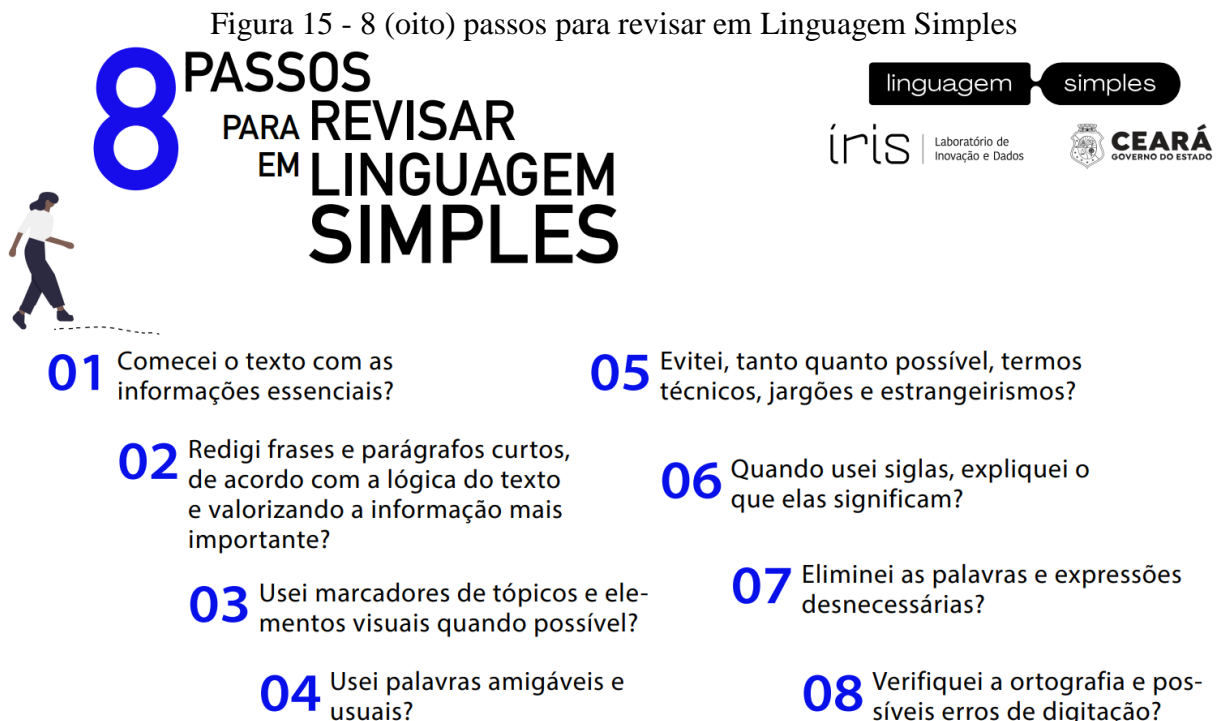 Figura 15 - 8 (oito) passos para revisar em Linguagem Simples
8 PASSOS
PARA REVISAR
EM LINGUAGEM
SIMPLES
linguagem simples
íris Laboratório de
Inovação e Dados
CEARÁ
GOVERNO DO ESTADO
01 Comecei o texto com as
informações essenciais?
02 Redigi frases e parágrafos curtos,
de acordo com a lógica do texto
e valorizando a informação mais
importante?
03 Usei marcadores de tópicos e ele-
mentos visuais quando possível?
04 Usei palavras amigáveis e
usuais?
05 Evitei, tanto quanto possível, termos
técnicos, jargões e estrangeirismos?
06 Quando usei siglas, expliquei o
que elas significam?
07 Eliminei as palavras e expressões
desnecessárias?
08 Verifiquei a ortografia e pos-
síveis erros de digitação?